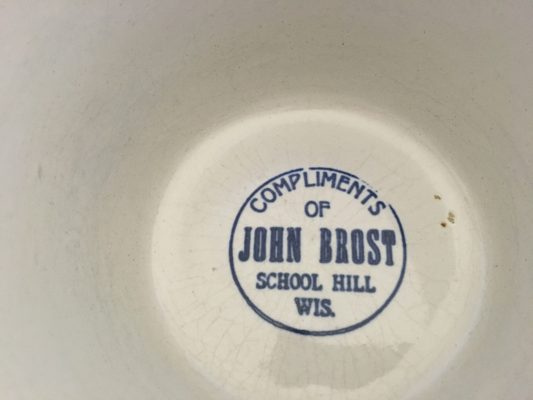 COMPLIMENTS
OF
JOHN BROST
SCHOOL HILL
WIS.